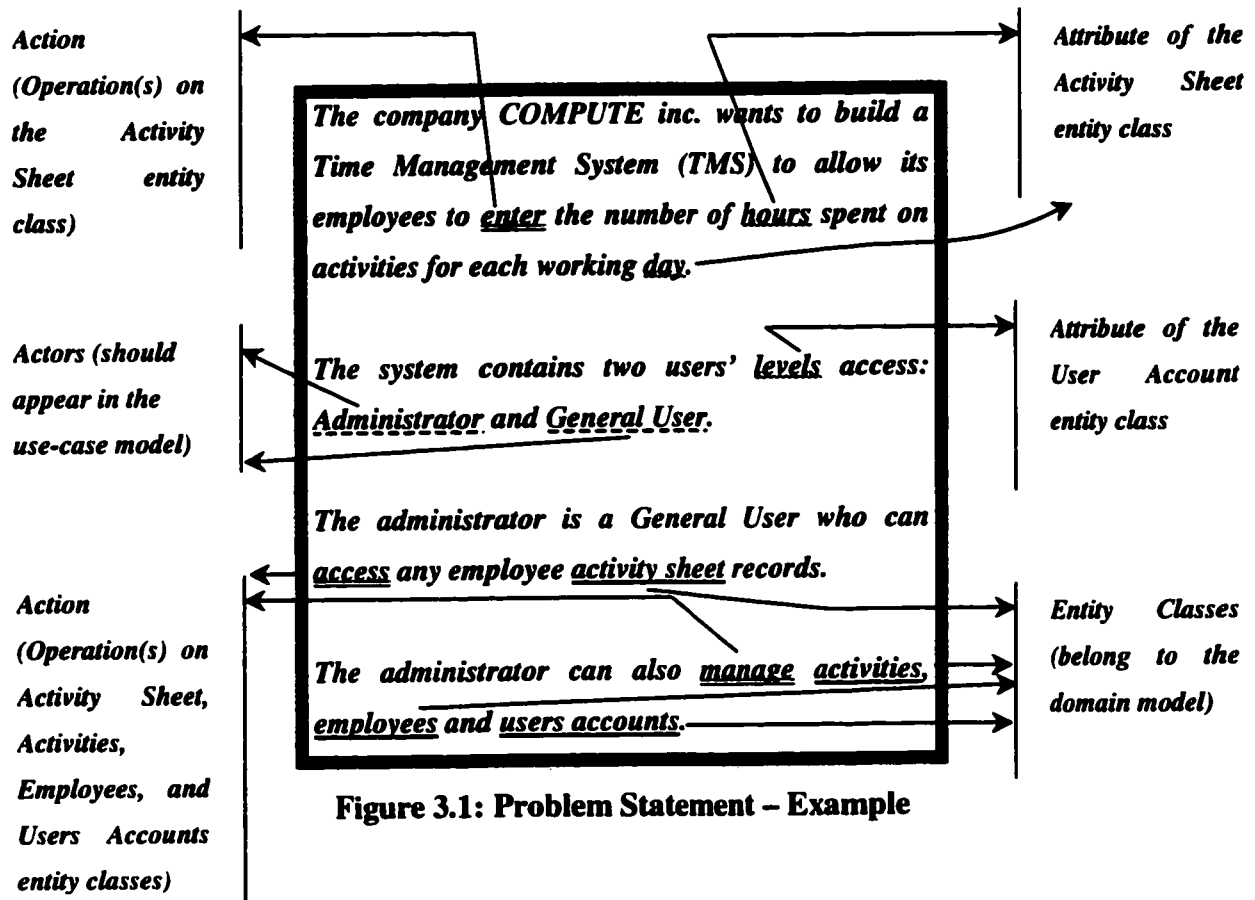 Action
(Operation(s) on
the Activity
Sheet entity
class)
Actors (should
appear in the
use-case model)
Action
(Operation(s) on
Activity Sheet,
Activities,
Employees, and
Users Accounts
entity classes)
The company COMPUTE inc. wants to build a
Time Management System (TMS) to allow its
employees to enter the number of hours spent on
activities for each working day.
The system contains two users' levels access:
Administrator and General User.
The administrator is a General User who can
access any employee activity sheet records.
The administrator can also manage activities,
employees and users accounts.
Attribute of the
Activity Sheet
entity class
Attribute of the
User Account
entity class
Entity Classes
(belong to the
domain model)
Figure 3.1: Problem Statement – Example